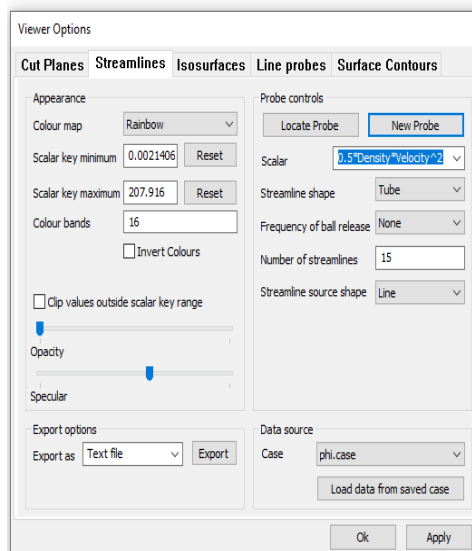 Viewer Options
Cut Planes Streamlines Isosurfaces Line probes Surface Contours
Appearance
Colour map Rainbow
Scalar key minimum 0.0021406 Reset
Scalar key maximum 207.916 Reset
Colour bands 16
Invert Colours
Clip values outside scalar key range
Opacity
Specular
Export options
Export as Text file Export
Probe controls
Locate Probe New Probe
Scalar 0.5*Density*Velocity^2
Streamline shape Tube
Frequency of ball release None
Number of streamlines 15
Streamline source shape Line
Data source
Case phi.case
Load data from saved case
Ok Apply